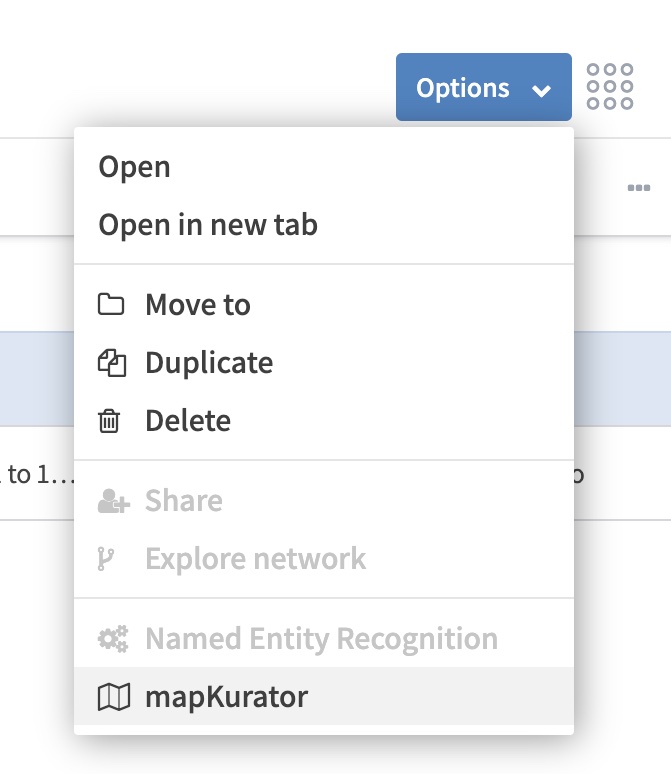 Options
Open
Open in new tab
Move to
Duplicate
Delete
to 1...
Share
Explore network
Named Entity Recognition
mapKurator